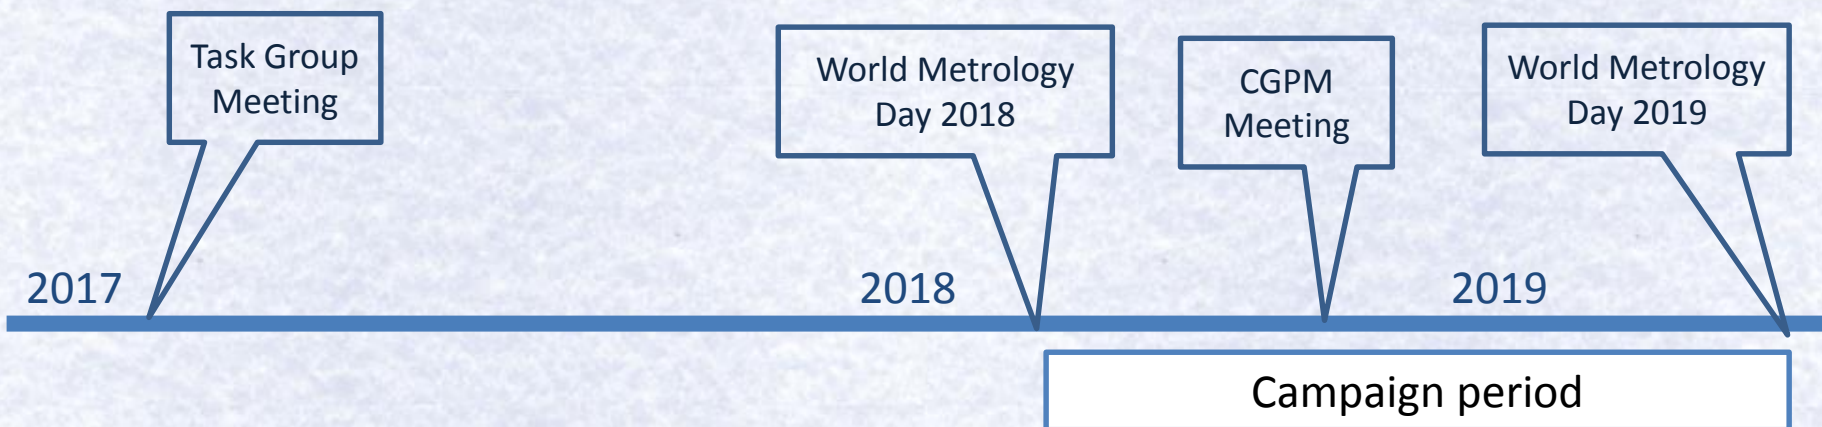 Task Group
Meeting
World Metrology
Day 2018
CGPM
Meeting
World Metrology
Day 2019
2017
2018
2019
Campaign period